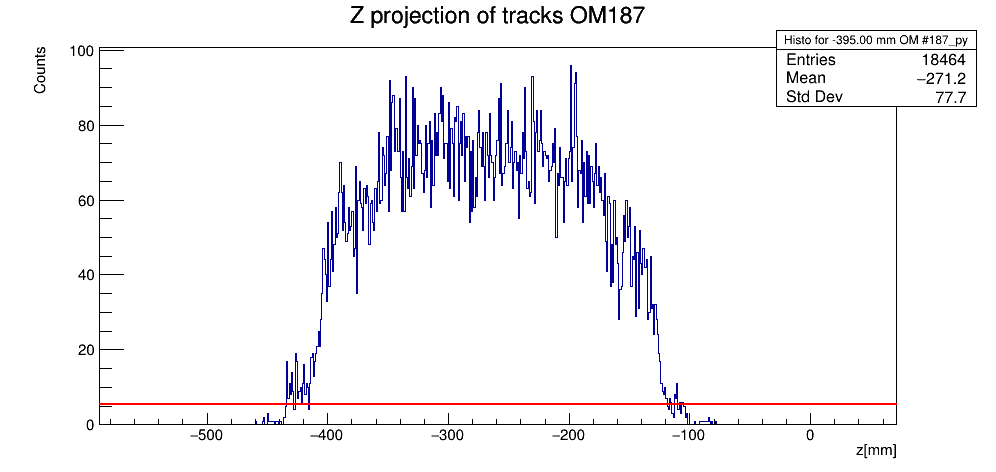 Z projection of tracks OM187
Histo for -395.00 mm OM #187_py
Entries 18464
Mean −271.2
Std Dev 77.7
Counts
100
80
60
40
20
0
−500 −400 −300 −200 −100 0
z[mm]